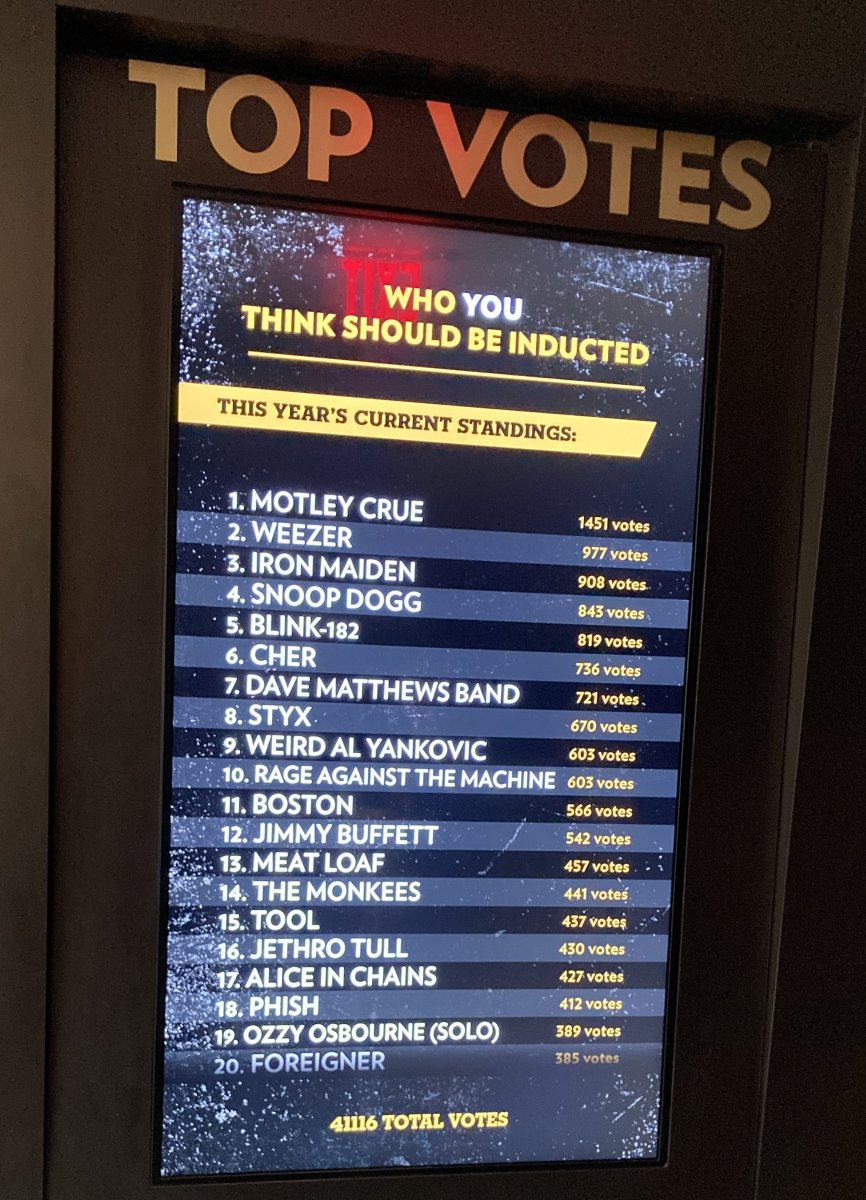 TOP VOTES
EXIT
WHO YOU
THINK SHOULD BE INDUCTED
THIS YEAR'S CURRENT STANDINGS:
1. MOTLEY CRUE 1451 votes
2. WEEZER 977 votes
3. IRON MAIDEN 908 votes
4. SNOOP DOGG 843 votes
5. BLINK-182 819 votes
6. CHER 736 votes
7. DAVE MATTHEWS BAND 721 votes
8. STYX 670 votes
9. WEIRD AL YANKOVIC 603 votes
10. RAGE AGAINST THE MACHINE 603 votes
11. BOSTON 566 votes
12. JIMMY BUFFETT 542 votes
13. MEAT LOAF 457 votes
14. THE MONKEES 441 votes
15. TOOL 437 votes
16. JETHRO TULL 430 votes
17. ALICE IN CHAINS 427 votes
18. PHISH 412 votes
19. OZZY OSBOURNE (SOLO) 389 votes
20. FOREIGNER 385 votes
41116 TOTAL VOTES